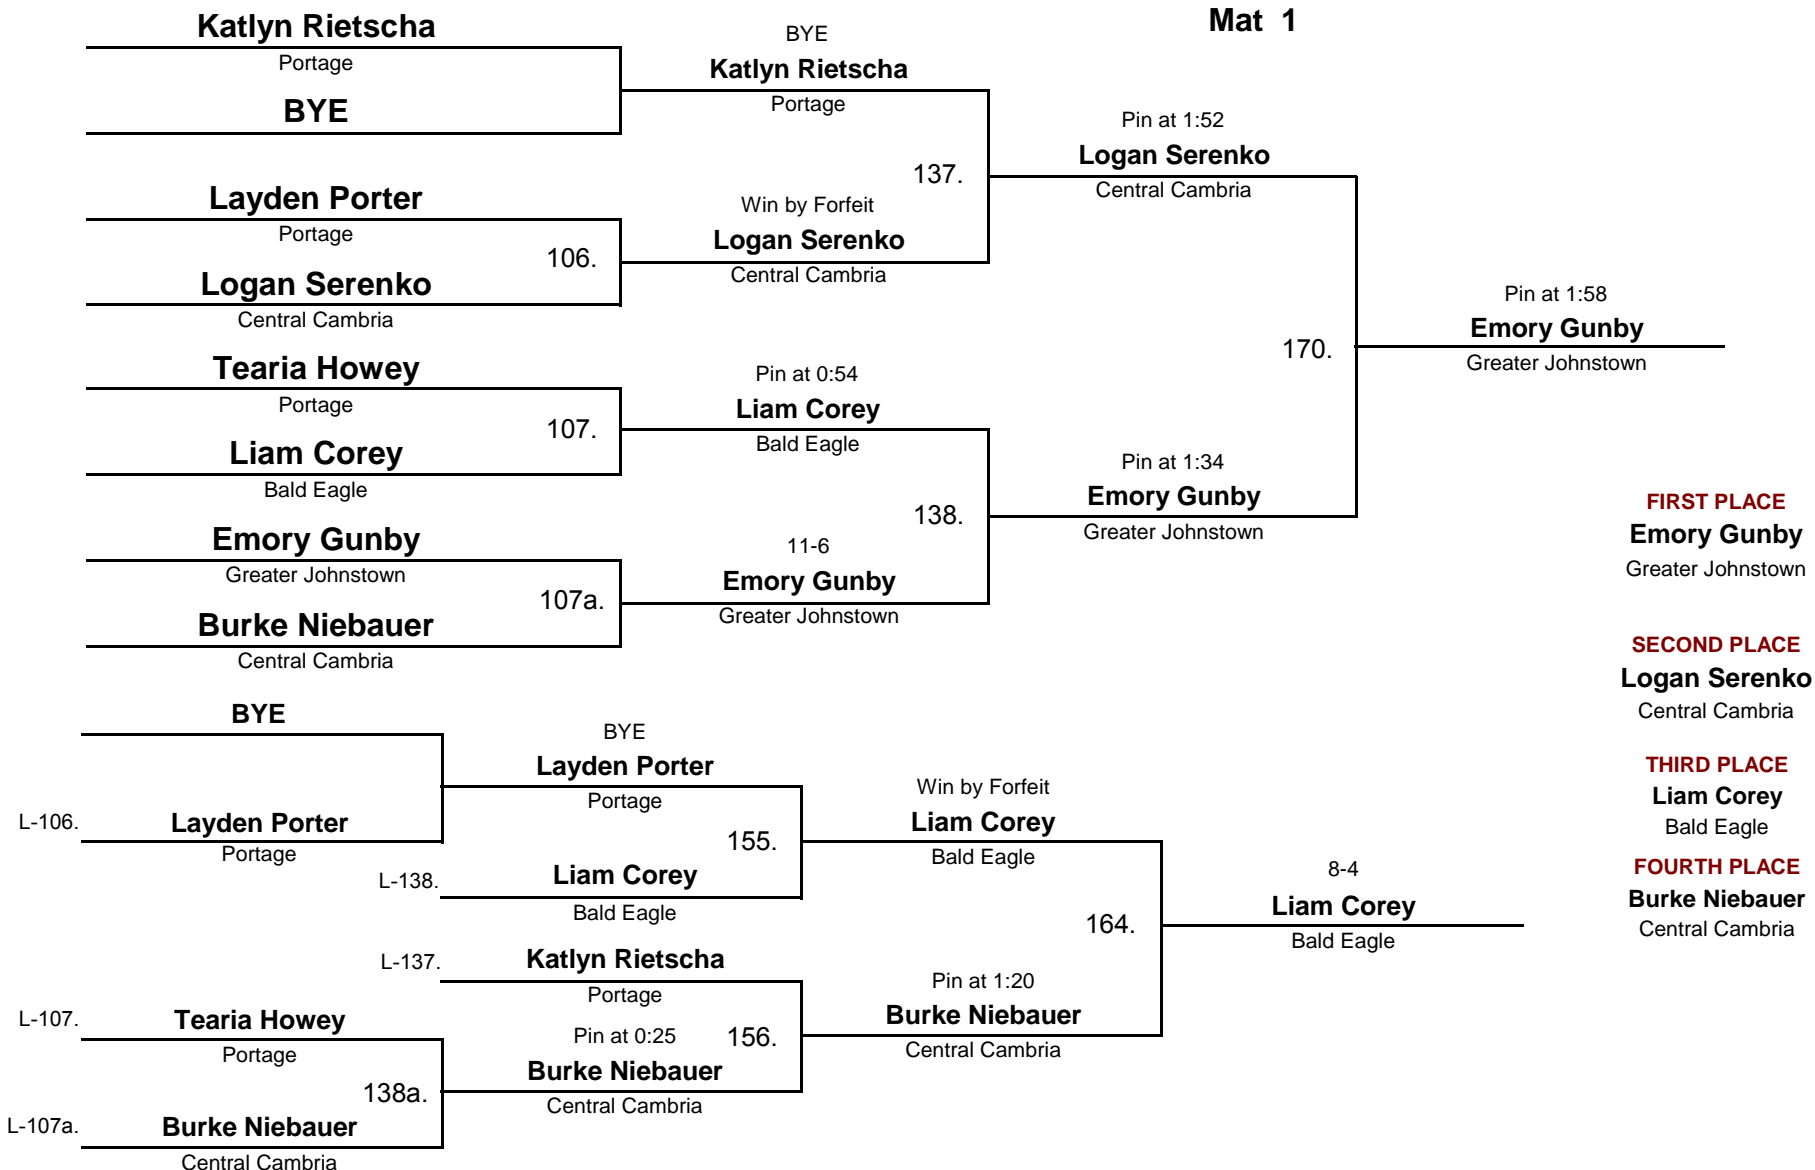 Mat 1
Katlyn Rietscha
Portage
BYE
Layden Porter
Portage
106.
Logan Serenko
Central Cambria
Tearia Howey
Portage
107.
Liam Corey
Bald Eagle
Emory Gunby
Greater Johnstown
107a.
Burke Niebauer
Central Cambria
BYE
Katlyn Rietscha
Portage
137.
Win by Forfeit
Logan Serenko
Central Cambria
Pin at 0:54
Liam Corey
Bald Eagle
138.
11-6
Emory Gunby
Greater Johnstown
Pin at 1:52
Logan Serenko
Central Cambria
170.
Pin at 1:34
Emory Gunby
Greater Johnstown
Pin at 1:58
Emory Gunby
Greater Johnstown
FIRST PLACE
Emory Gunby
Greater Johnstown
SECOND PLACE
Logan Serenko
Central Cambria
THIRD PLACE
Liam Corey
Bald Eagle
FOURTH PLACE
Burke Niebauer
Central Cambria
BYE
L-106.
Layden Porter
Portage
L-107.
Tearia Howey
Portage
138a.
L-107a.
Burke Niebauer
Central Cambria
BYE
Layden Porter
Portage
155.
L-138.
Liam Corey
Bald Eagle
L-137.
Katlyn Rietscha
Portage
156.
Pin at 0:25
Burke Niebauer
Central Cambria
Win by Forfeit
Liam Corey
Bald Eagle
164.
Pin at 1:20
Burke Niebauer
Central Cambria
8-4
Liam Corey
Bald Eagle